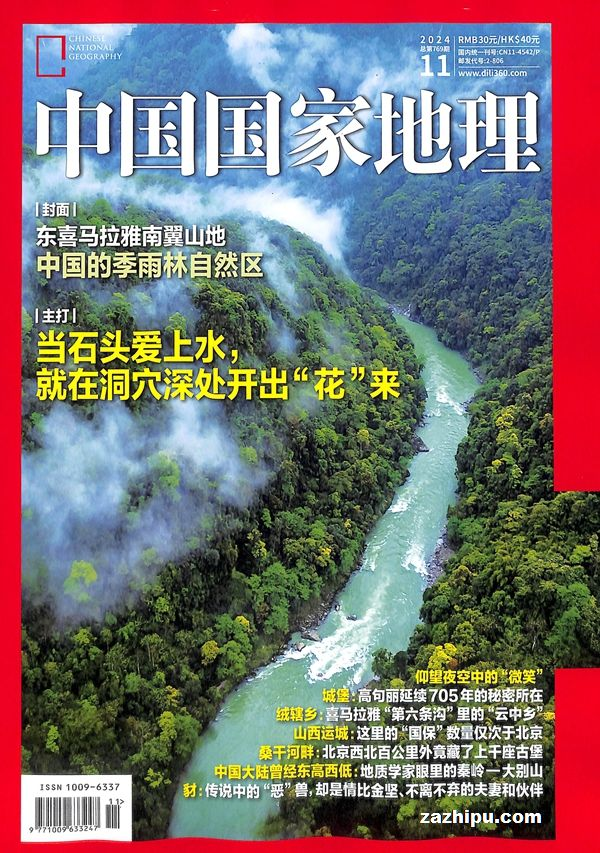 CHINESE
NATIONAL
GEOGRAPHY
2024
总第769期
11
RMB30元/HK$40元
国内统一刊号:CN11-4542/P
邮发代号:2-806
www.dili360.com
中国国家地理
|封面|
东喜马拉雅南翼山地
中国的季雨林自然区
|主打|
当石头爱上水，
就在洞穴深处开出“花”来
仰望夜空中的“微笑”
城堡:高句丽延续705年的秘密所在
绒辖乡:喜马拉雅“第六条沟”里的“云中乡”
山西运城:这里的“国保”数量仅次于北京
桑干河畔:北京西北百公里外竟藏了上千座古堡
中国大陆曾经东高西低:地质学家眼里的秦岭—大别山
豺:传说中的“恶”兽,却是情比金坚、不离不弃的夫妻和伙伴
ISSN 1009-6337
11>
9 771009 633247
zazhipu.com